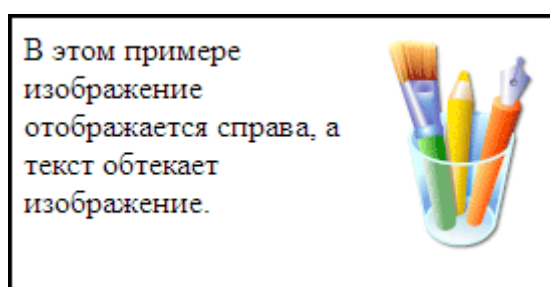 В этом примере
изображение
отображается справа, а
текст обтекает
изображение.